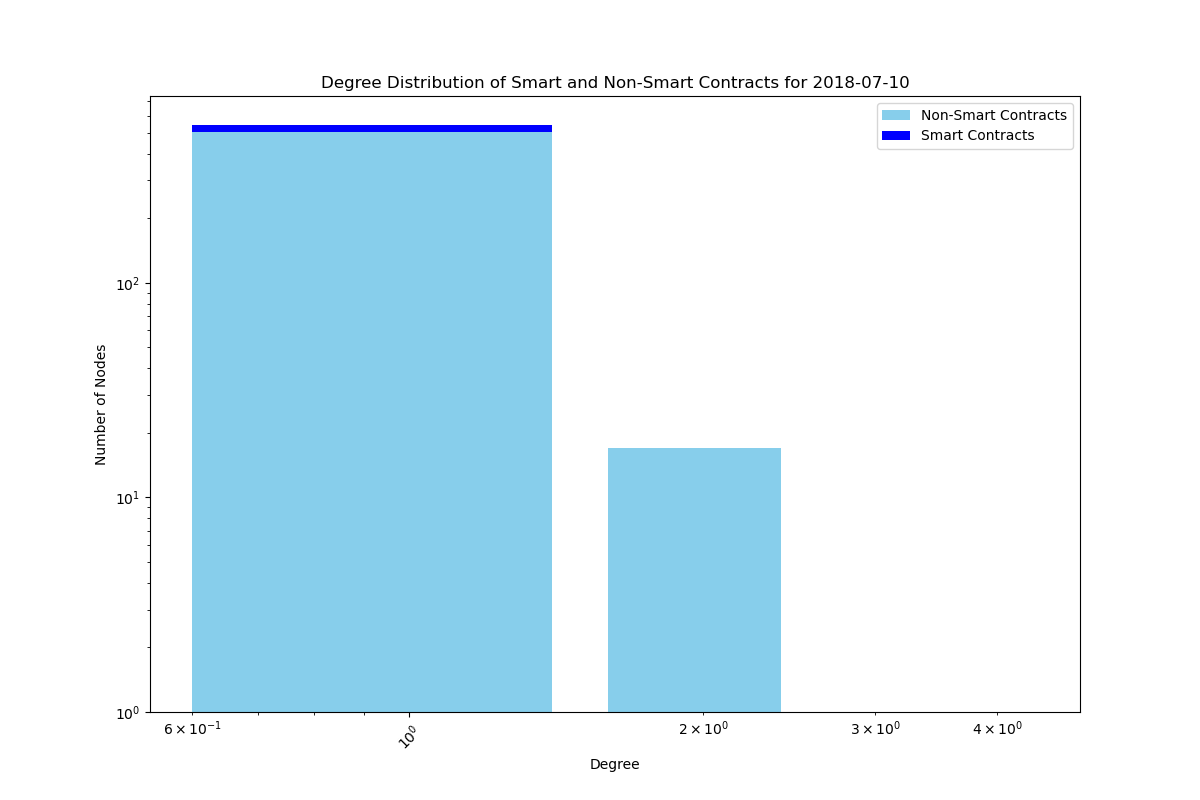 Degree Distribution of Smart and Non-Smart Contracts for 2018-07-10
Non-Smart Contracts
Smart Contracts
Number of Nodes
10²
10¹
10⁰
6 × 10⁻¹
10⁰
2 × 10⁰
3 × 10⁰
4 × 10⁰
Degree